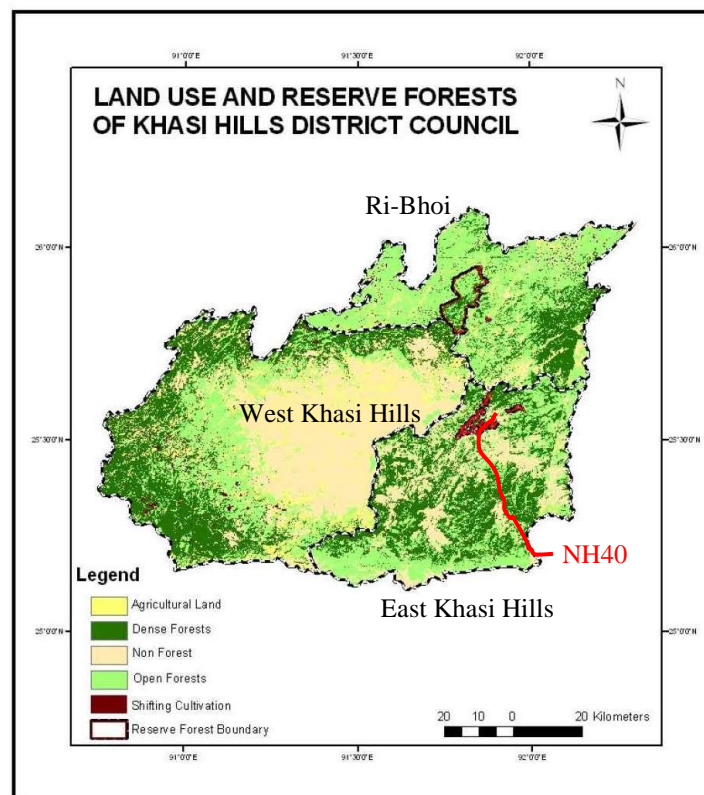 LAND USE AND RESERVE FORESTS
OF KHASI HILLS DISTRICT COUNCIL
N
91°0'0"E 91°30'0"E 92°0'0"E
Ri-Bhoi
26°0'0"N 26°0'0"N
West Khasi Hills
25°30'0"N 25°30'0"N
NH40
East Khasi Hills
25°0'0"N 25°0'0"N
Legend
Agricultural Land
Dense Forests
Non Forest
Open Forests
Shifting Cultivation
Reserve Forest Boundary
20 10 0 20 Kilometers
91°0'0"E 91°30'0"E 92°0'0"E